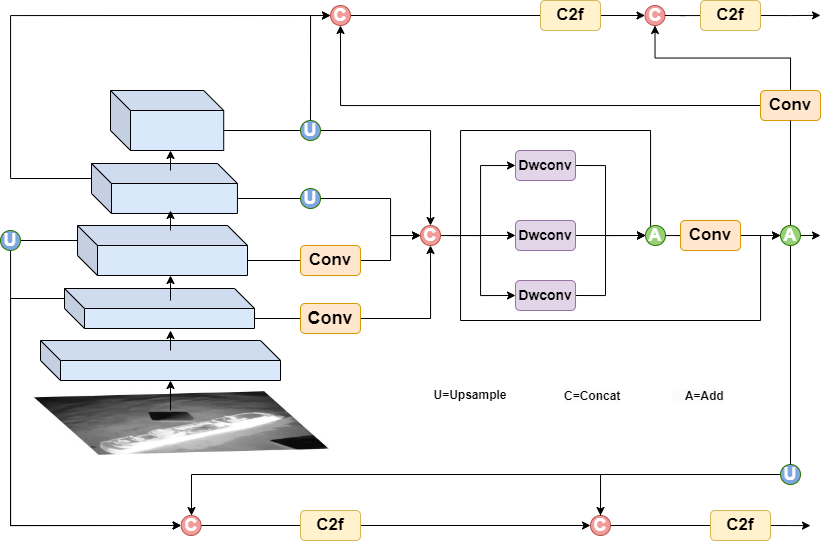 C C2f C C2f
Conv
U
Dwconv
U
U C Dwconv A Conv A
Conv
Dwconv
Conv
U=Upsample C=Concat A=Add
U
C C2f C C2f